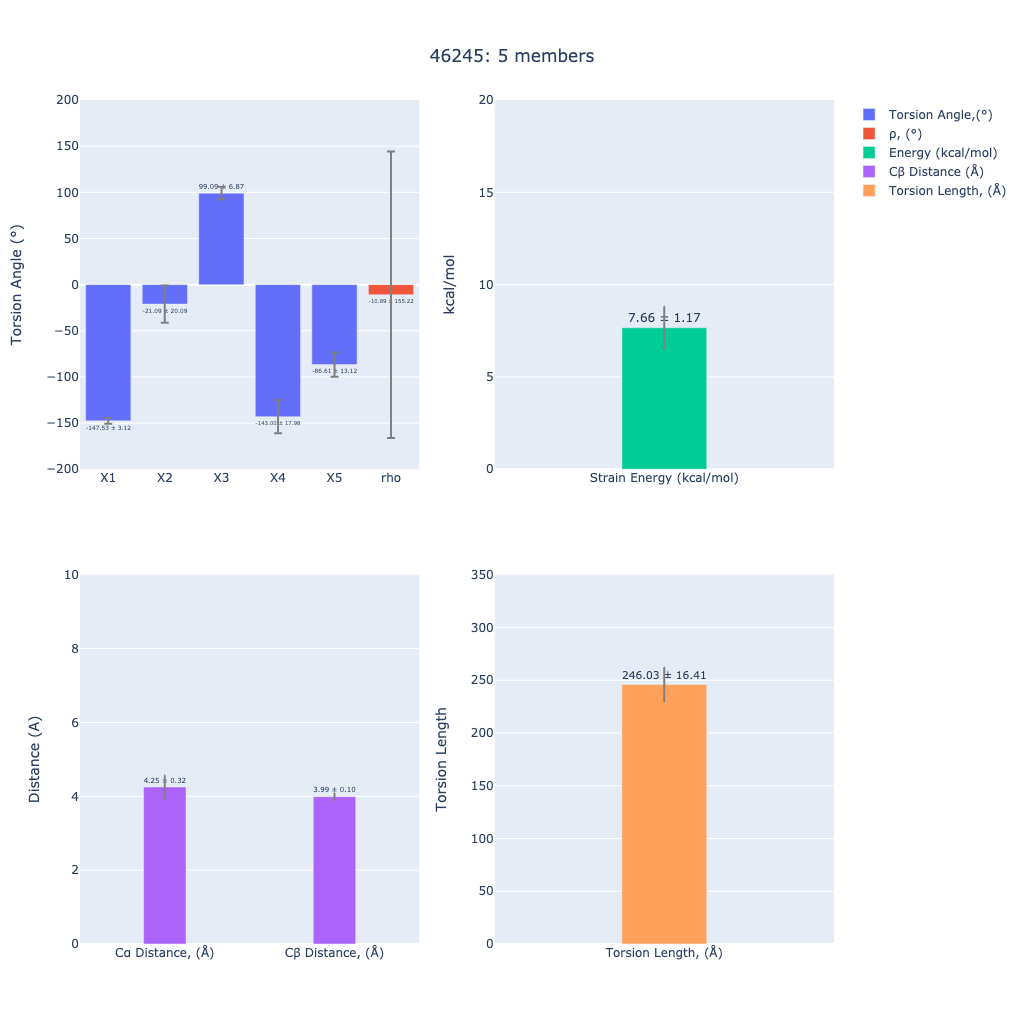 46245: 5 members
Torsion Angle (°)
200
150
100
50
0
−50
−100
−150
−200
-147.53 ± 3.12
-21.09 ± 20.09
99.09 ± 6.87
-143.00 ± 17.98
-86.61 ± 13.12
-10.89 ± 155.22
X1 X2 X3 X4 X5 rho
kcal/mol
20
15
10
5
0
7.66 ± 1.17
Strain Energy (kcal/mol)
Torsion Angle,(°)
ρ, (°)
Energy (kcal/mol)
Cβ Distance (Å)
Torsion Length, (Å)
Distance (A)
10
8
6
4
2
0
4.25 ± 0.32
3.99 ± 0.10
Cα Distance, (Å) Cβ Distance, (Å)
Torsion Length
350
300
250
200
150
100
50
0
246.03 ± 16.41
Torsion Length, (Å)